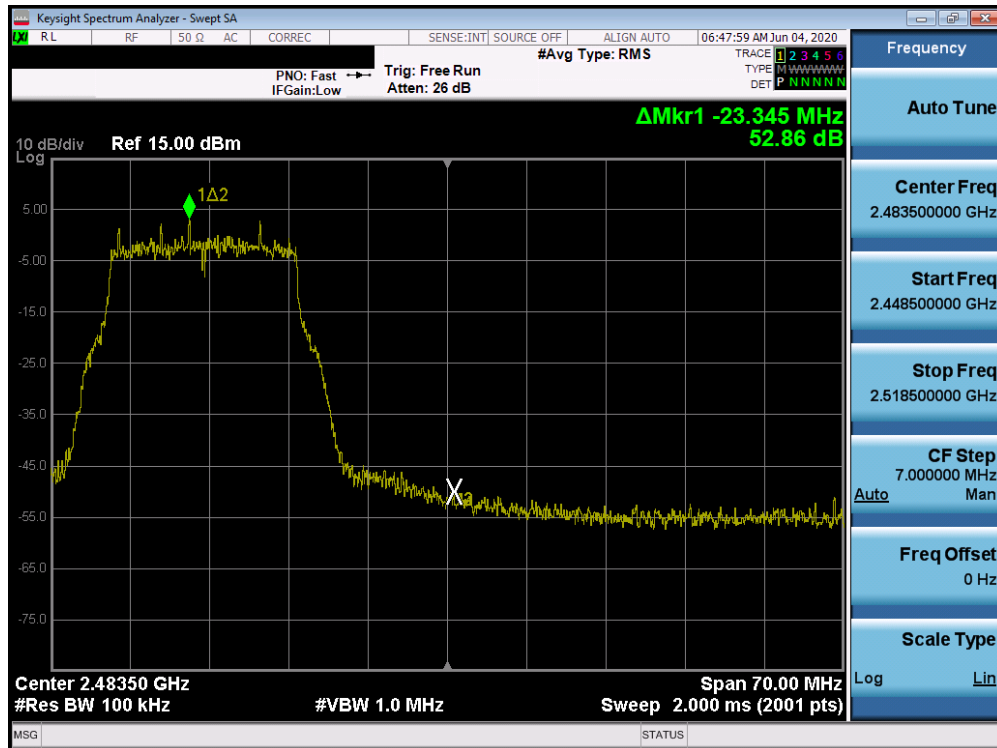 Keysight Spectrum Analyzer - Swept SA
LXI RL RF 50 Ω AC CORREC SENSE:INT SOURCE OFF ALIGN AUTO 06:47:59 AM Jun 04, 2020
#Avg Type: RMS
TRACE 1 2 3 4 5 6
TYPE M WWWWW
DET P N N N N N
PNO: Fast
IFGain:Low
Trig: Free Run
Atten: 26 dB
ΔMkr1 -23.345 MHz
52.86 dB
10 dB/div
Log
Ref 15.00 dBm
1Δ2
5.00
-5.00
-15.0
-25.0
-35.0
-45.0
-55.0
-65.0
-75.0
Center 2.48350 GHz
#Res BW 100 kHz
#VBW 1.0 MHz
Span 70.00 MHz
Sweep 2.000 ms (2001 pts)
MSG
STATUS
Frequency
Auto Tune
Center Freq
2.483500000 GHz
Start Freq
2.448500000 GHz
Stop Freq
2.518500000 GHz
CF Step
7.000000 MHz
Auto Man
Freq Offset
0 Hz
Scale Type
Log Lin